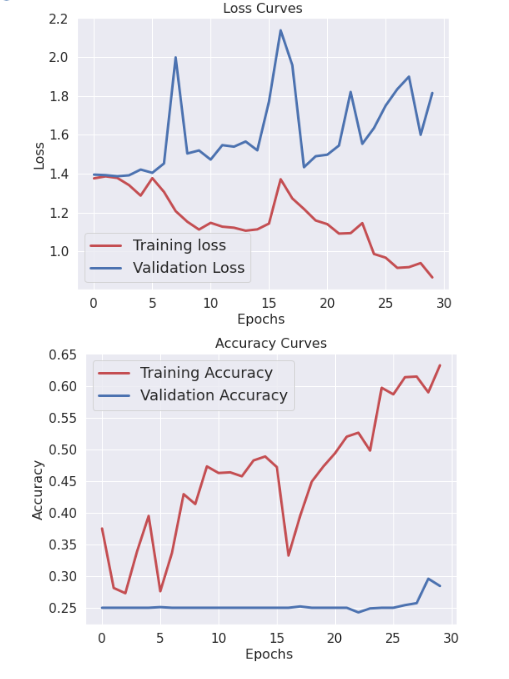 Loss Curves
2.2
2.0
1.8
1.6
1.4
1.2
1.0
Loss
Training loss
Validation Loss
0 5 10 15 20 25 30
Epochs
Accuracy Curves
0.65
0.60
0.55
0.50
0.45
0.40
0.35
0.30
0.25
Accuracy
Training Accuracy
Validation Accuracy
0 5 10 15 20 25 30
Epochs